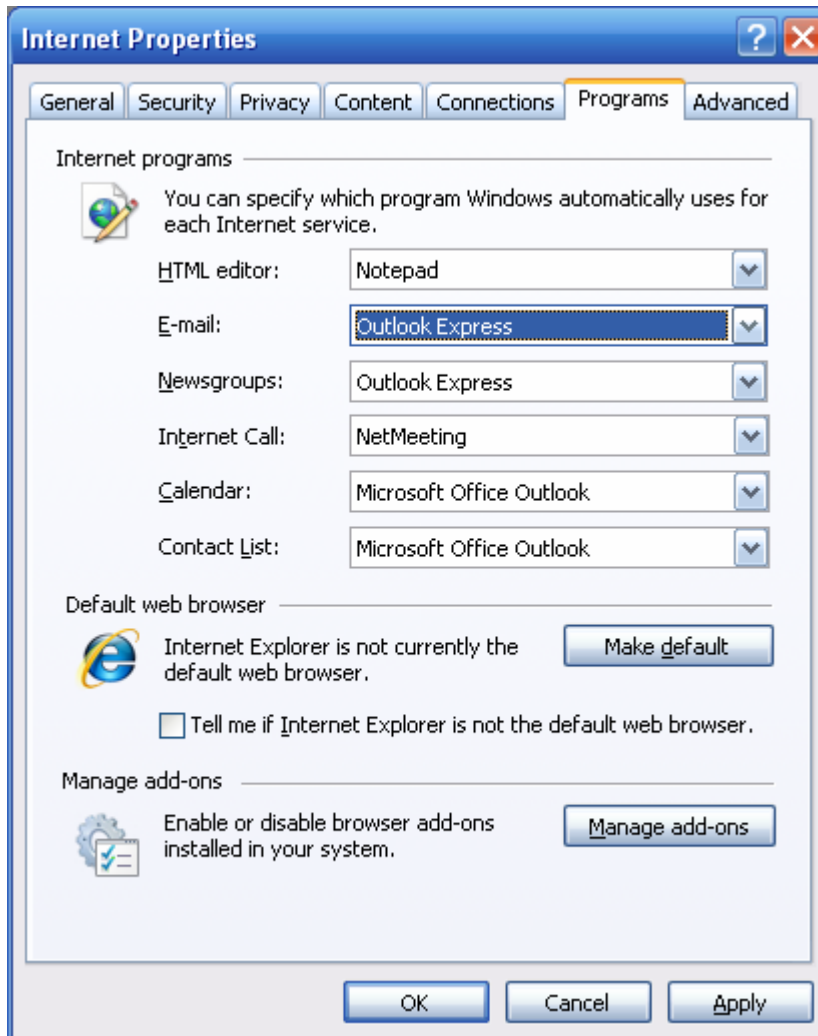 Internet Properties
General Security Privacy Content Connections Programs Advanced
Internet programs
You can specify which program Windows automatically uses for
each Internet service.
HTML editor: Notepad
E-mail: Outlook Express
Newsgroups: Outlook Express
Internet Call: NetMeeting
Calendar: Microsoft Office Outlook
Contact List: Microsoft Office Outlook
Default web browser
Internet Explorer is not currently the
default web browser.
Make default
Tell me if Internet Explorer is not the default web browser.
Manage add-ons
Enable or disable browser add-ons
installed in your system.
Manage add-ons
OK Cancel Apply